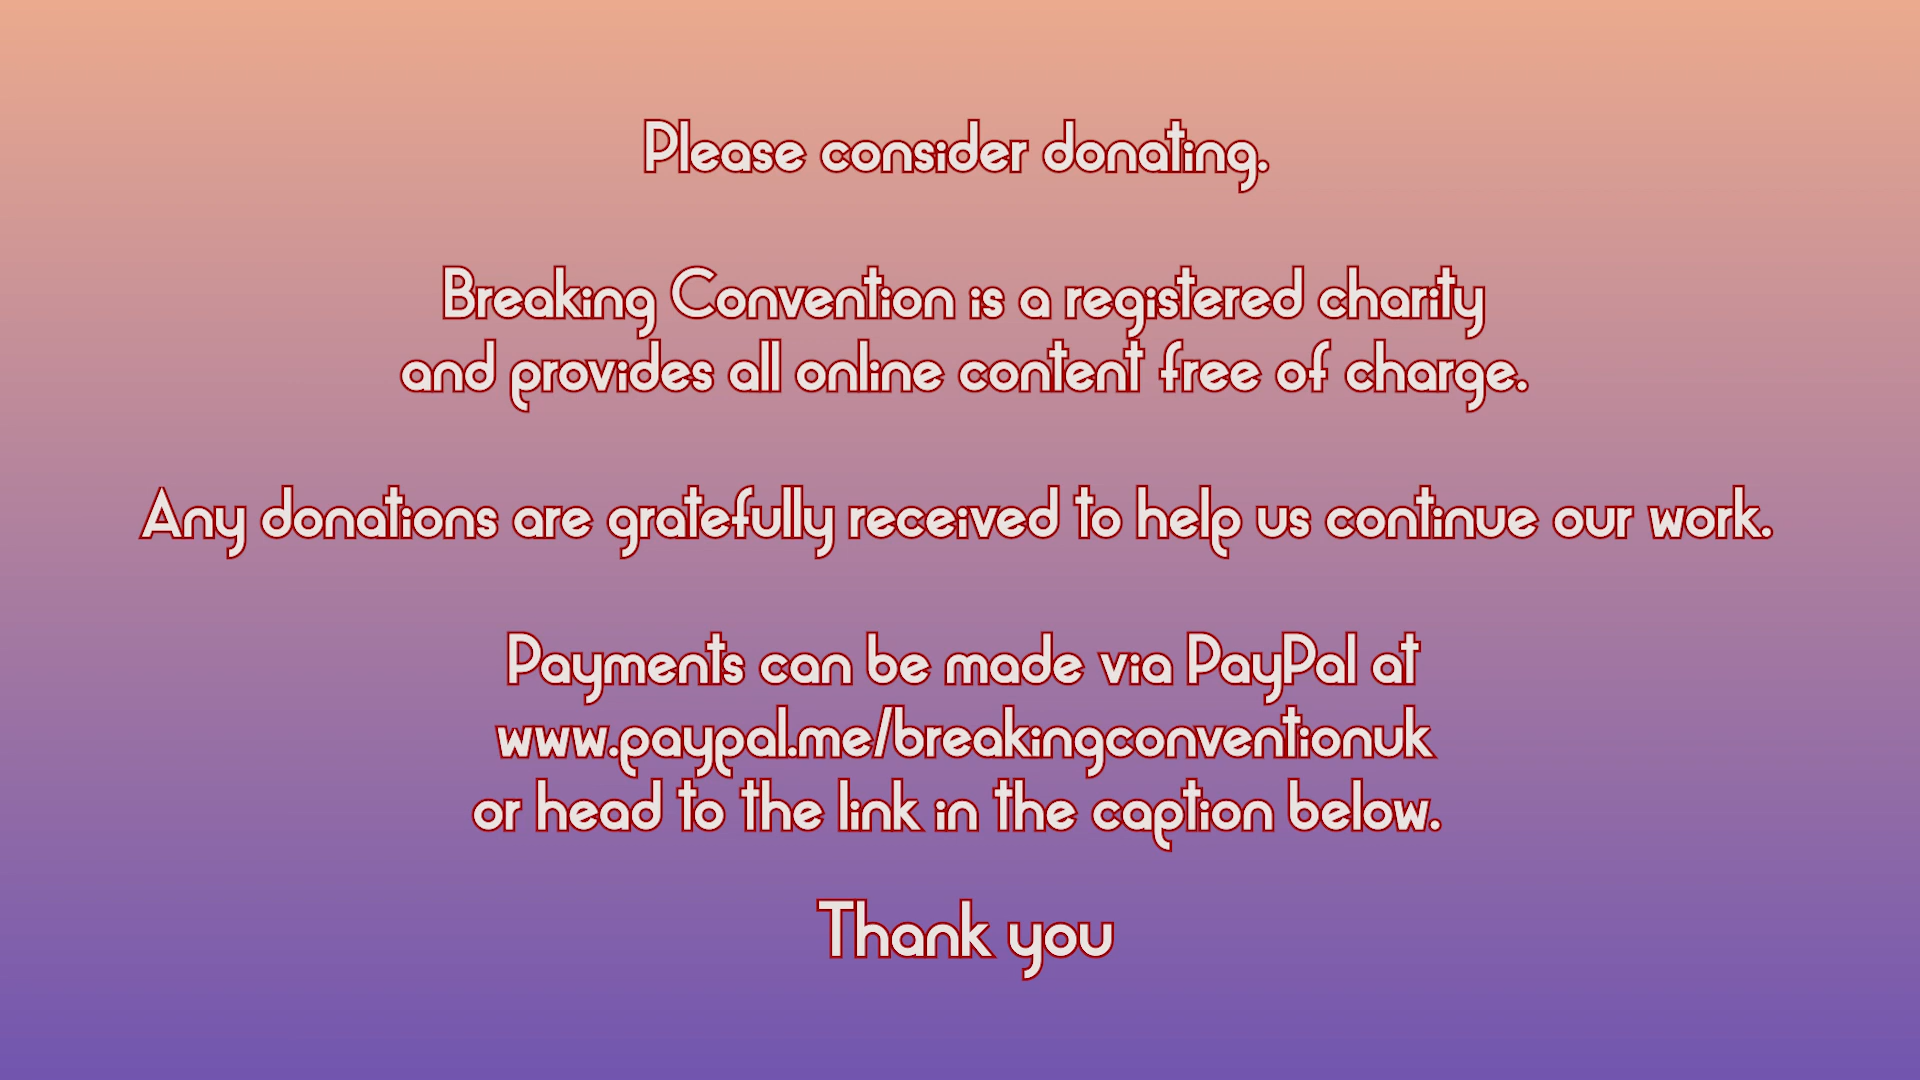 Please consider donating.
Breaking Convention is a registered charity
and provides all online content free of charge.
Any donations are gratefully received to help us continue our work.
Payments can be made via PayPal at
www.paypal.me/breakingconventionuk
or head to the link in the caption below.
Thank you